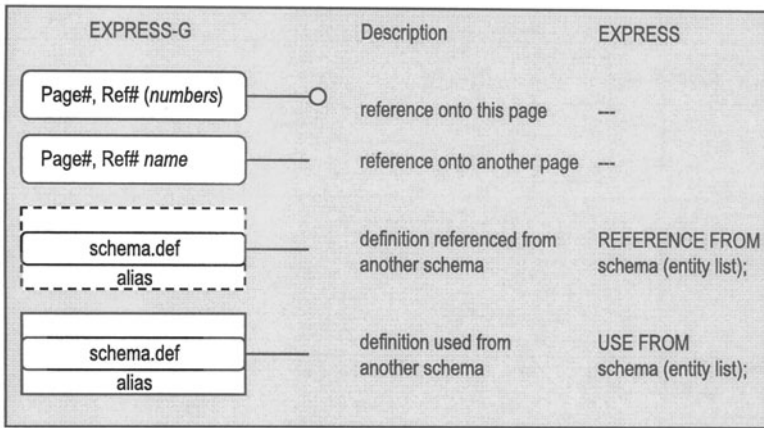 EXPRESS-G Description EXPRESS
Page#, Ref# (numbers)
reference onto this page ---
Page#, Ref# name reference onto another page ---
definition referenced from REFERENCE FROM
schema.def another schema schema (entity list);
alias
definition used from USE FROM
schema.def another schema schema (entity list);
alias